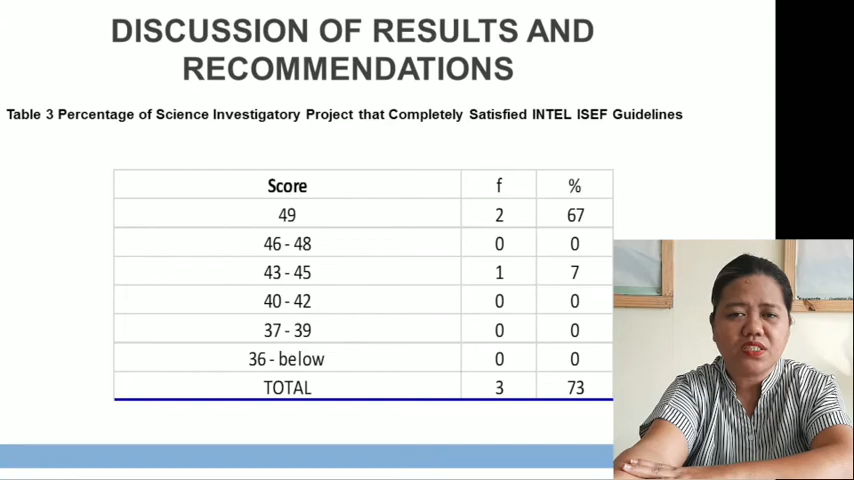 DISCUSSION OF RESULTS AND
RECOMMENDATIONS
Table 3 Percentage of Science Investigatory Project that Completely Satisfied INTEL ISEF Guidelines
Score f %
49 2 67
46 - 48 0 0
43 - 45 1 7
40 - 42 0 0
37 - 39 0 0
36 - below 0 0
TOTAL 3 73